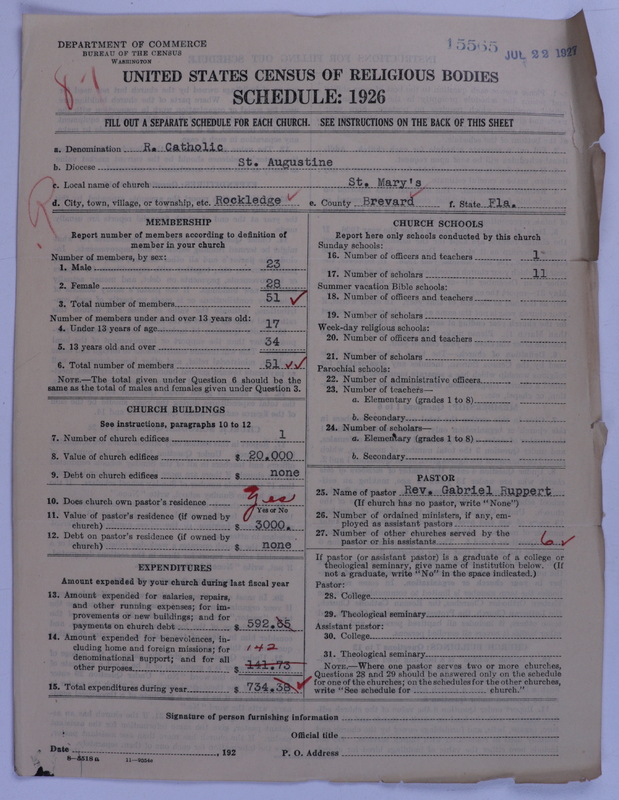 DEPARTMENT OF COMMERCE
BUREAU OF THE CENSUS
WASHINGTON
15565
JUL 22 1927
8-1
UNITED STATES CENSUS OF RELIGIOUS BODIES
SCHEDULE: 1926
FILL OUT A SEPARATE SCHEDULE FOR EACH CHURCH. SEE INSTRUCTIONS ON THE BACK OF THIS SHEET
a. Denomination R. Catholic
b. Diocese St. Augustine
c. Local name of church St. Mary's
d. City, town, village, or township, etc. Rockledge e. County Brevard f. State Fla.
MEMBERSHIP
Report number of members according to definition of
member in your church
Number of members, by sex:
1. Male 23
2. Female 28
3. Total number of members 51
Number of members under and over 13 years old:
4. Under 13 years of age 17
5. 13 years old and over 34
6. Total number of members 51
NOTE.—The total given under Question 6 should be the
same as the total of males and females given under Question 3.
CHURCH BUILDINGS
See instructions, paragraphs 10 to 12
7. Number of church edifices 1
8. Value of church edifices $ 20.000
9. Debt on church edifices $ none
10. Does church own pastor's residence yes
Yes or No
11. Value of pastor's residence (if owned by
church) $ 3000.
12. Debt on pastor's residence (if owned by
church) $ none
EXPENDITURES
Amount expended by your church during last fiscal year
13. Amount expended for salaries, repairs,
and other running expenses; for im-
provements or new buildings; and for
payments on church debt $ 592.65
14. Amount expended for benevolences, in-
cluding home and foreign missions; for
denominational support; and for all
other purposes $ 141.73
142
15. Total expenditures during year $ 734.38
CHURCH SCHOOLS
Report here only schools conducted by this church
Sunday schools:
16. Number of officers and teachers 1
17. Number of scholars 11
Summer vacation Bible schools:
18. Number of officers and teachers
19. Number of scholars
Week-day religious schools:
20. Number of officers and teachers
21. Number of scholars
Parochial schools:
22. Number of administrative officers
23. Number of teachers—
a. Elementary (grades 1 to 8)
b. Secondary
24. Number of scholars—
a. Elementary (grades 1 to 8)
b. Secondary
PASTOR
25. Name of pastor Rev. Gabriel Ruppert
(If church has no pastor, write "None")
26. Number of ordained ministers, if any, em-
ployed as assistant pastors
27. Number of other churches served by the
pastor or his assistants 6
If pastor (or assistant pastor) is a graduate of a college or
theological seminary, give name of institution below. (If
not a graduate, write "No" in the space indicated.)
Pastor:
28. College
29. Theological seminary
Assistant pastor:
30. College
31. Theological seminary
NOTE.—Where one pastor serves two or more churches,
Questions 28 and 29 should be answered only on the schedule
for one of the churches; on the schedules for the other churches,
write "See schedule for church."
Signature of person furnishing information
Official title
Date , 192 P. O. Address
8—5518a 11—9354e